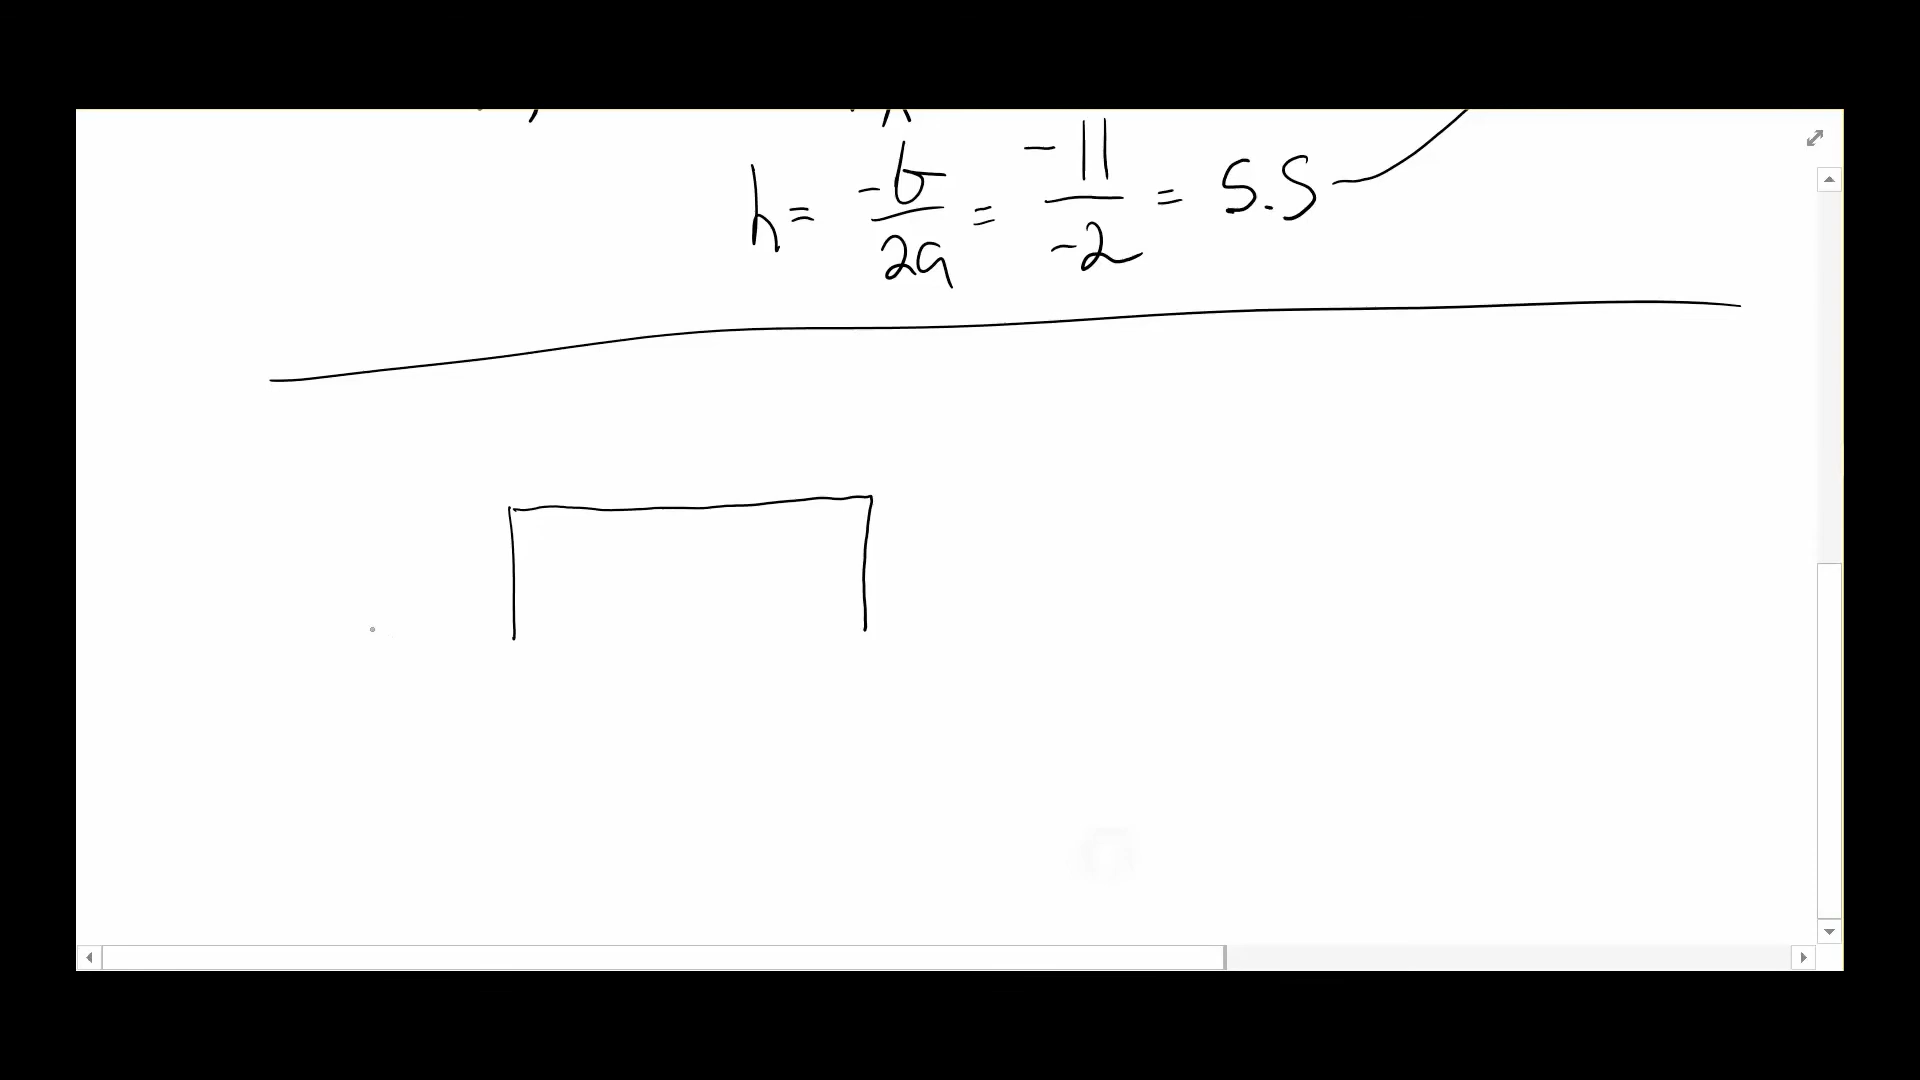 h = -b/2a = -11/-2 = 5.5